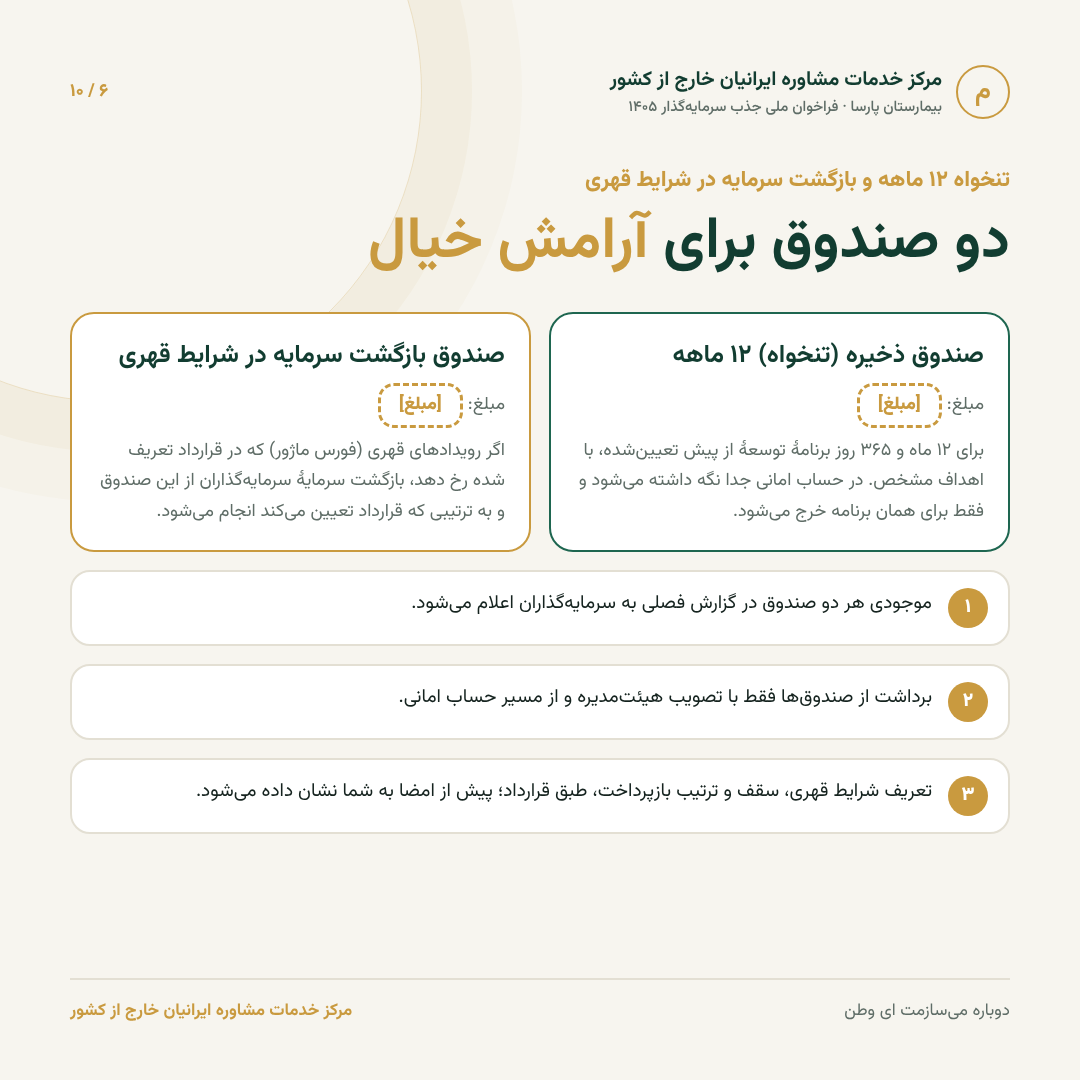 م
مرکز خدمات مشاوره ایرانیان خارج از کشور
بیمارستان پارسا · فراخوان ملی جذب سرمایه‌گذار ۱۴۰۵
۱۰ / ۶
تنخواه ۱۲ ماهه و بازگشت سرمایه در شرایط قهری
دو صندوق برای آرامش خیال
صندوق ذخیره (تنخواه) ۱۲ ماهه
مبلغ: [مبلغ]
برای ۱۲ ماه و ۳۶۵ روز برنامهٔ توسعهٔ از پیش تعیین‌شده، با
اهداف مشخص. در حساب امانی جدا نگه داشته می‌شود و
فقط برای همان برنامه خرج می‌شود.
صندوق بازگشت سرمایه در شرایط قهری
مبلغ: [مبلغ]
اگر رویدادهای قهری (فورس ماژور) که در قرارداد تعریف
شده رخ دهد، بازگشت سرمایهٔ سرمایه‌گذاران از این صندوق
و به ترتیبی که قرارداد تعیین می‌کند انجام می‌شود.
۱ موجودی هر دو صندوق در گزارش فصلی به سرمایه‌گذاران اعلام می‌شود.
۲ برداشت از صندوق‌ها فقط با تصویب هیئت‌مدیره و از مسیر حساب امانی.
۳ تعریف شرایط قهری، سقف و ترتیب بازپرداخت، طبق قرارداد؛ پیش از امضا به شما نشان داده می‌شود.
دوباره می‌سازمت ای وطن
مرکز خدمات مشاوره ایرانیان خارج از کشور